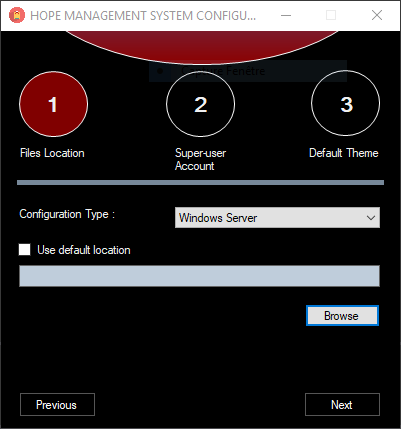 HOPE MANAGEMENT SYSTEM CONFIGU...
Fenêtre
1
2
3
Files Location
Super-user
Account
Default Theme
Configuration Type :
Windows Server
Use default location
Browse
Previous
Next